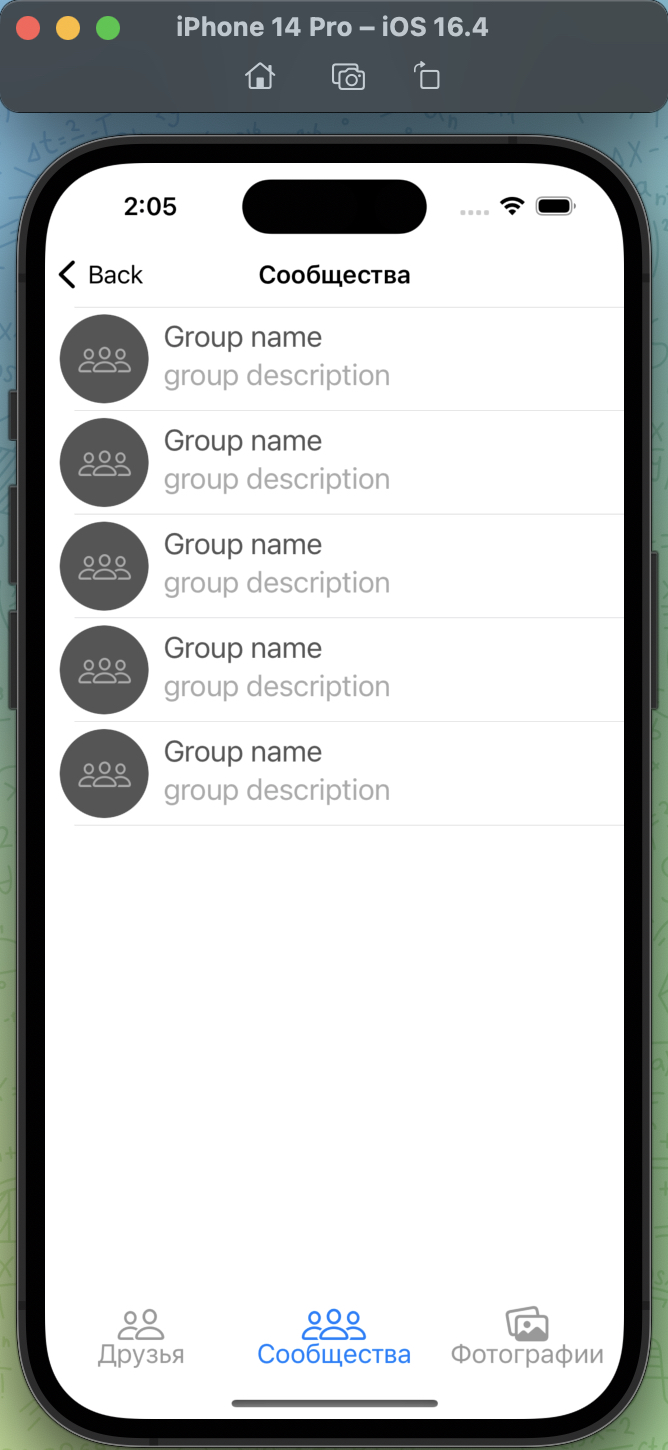 iPhone 14 Pro – iOS 16.4
2:05
Back
Сообщества
Group name
group description
Group name
group description
Group name
group description
Group name
group description
Group name
group description
Друзья
Сообщества
Фотографии